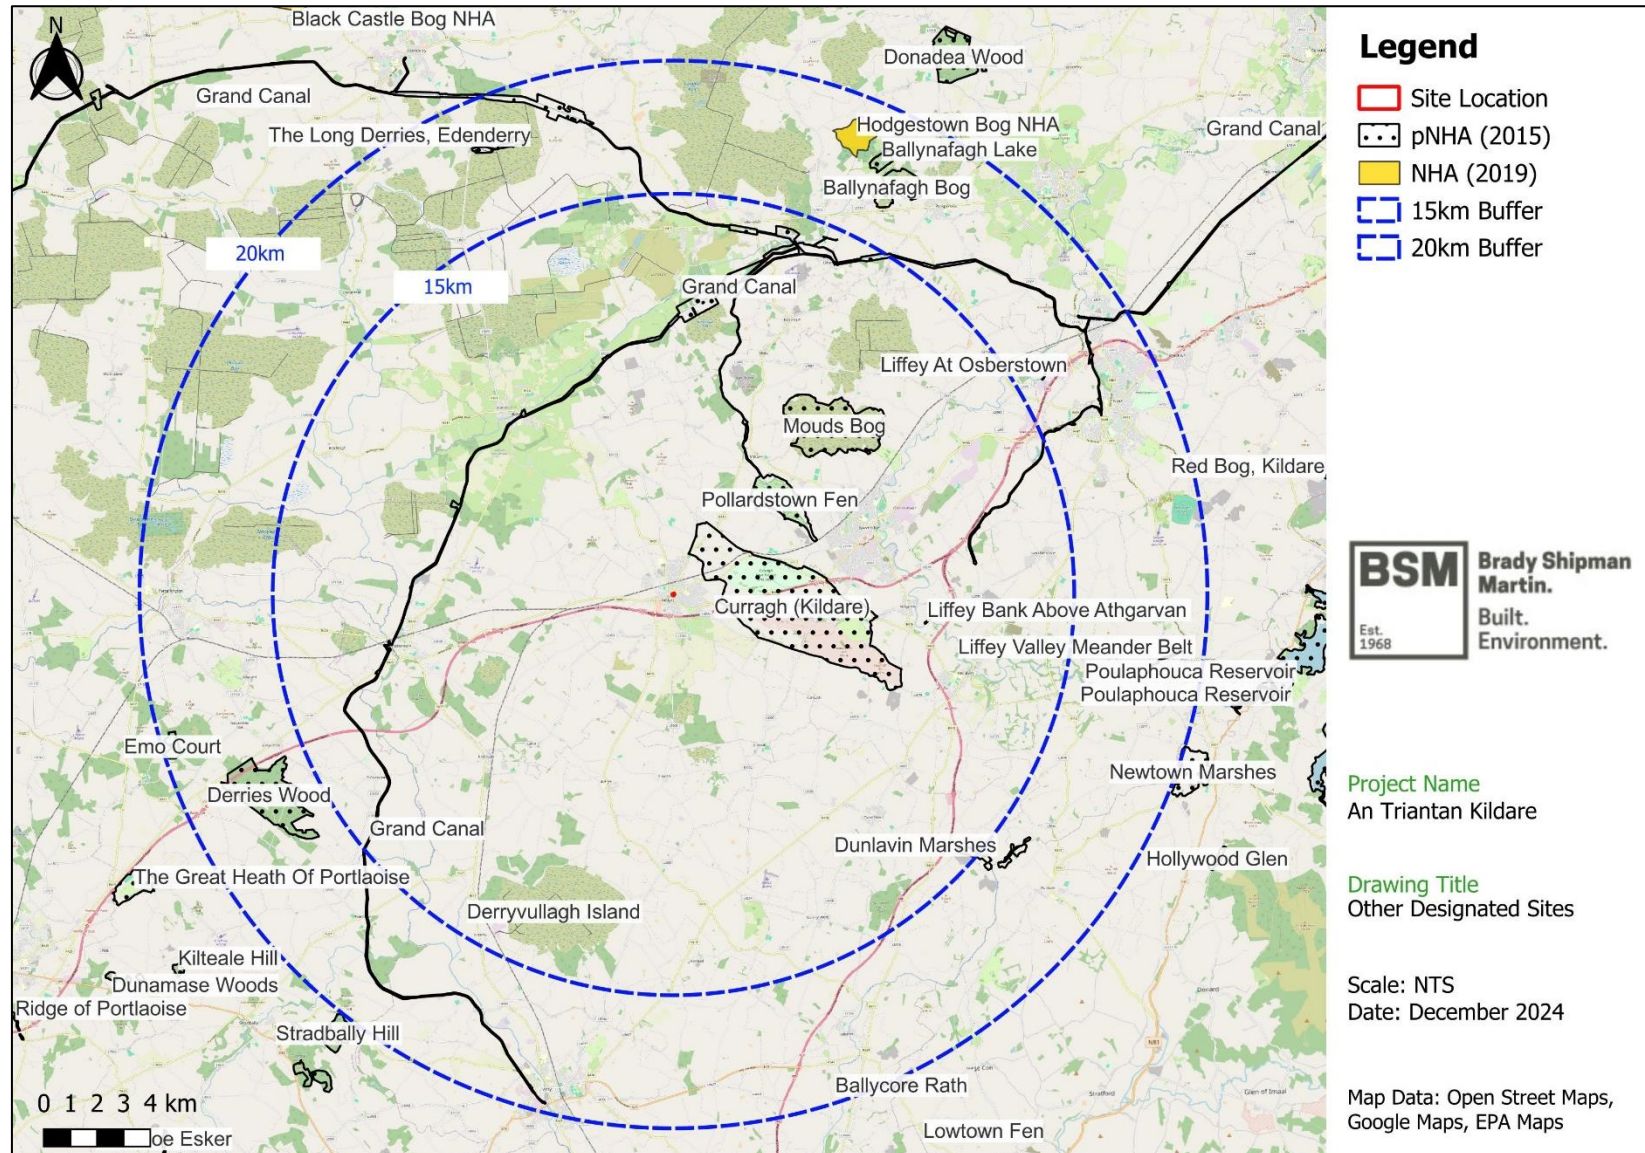 Black Castle Bog NHA
N
Donadea Wood
Grand Canal
The Long Derries, Edenderry
Hodgestown Bog NHA
Grand Canal
Ballynafagh Lake
Ballynafagh Bog
20km
15km
Grand Canal
Liffey At Osberstown
Mouds Bog
Red Bog, Kildare
Pollardstown Fen
Curragh (Kildare)
Liffey Bank Above Athgarvan
Liffey Valley Meander Belt
Poulaphouca Reservoir
Poulaphouca Reservoir
Emo Court
Newtown Marshes
Derries Wood
Grand Canal
Dunlavin Marshes
Hollywood Glen
The Great Heath Of Portlaoise
Derryvullagh Island
Kilteale Hill
Dunamase Woods
Ridge of Portlaoise
Stradbally Hill
Ballycore Rath
Lowtown Fen
0 1 2 3 4 km
oe Esker
Legend
Site Location
pNHA (2015)
NHA (2019)
15km Buffer
20km Buffer
BSM
Est.
1968
Brady Shipman
Martin.
Built.
Environment.
Project Name
An Triantan Kildare
Drawing Title
Other Designated Sites
Scale: NTS
Date: December 2024
Map Data: Open Street Maps,
Google Maps, EPA Maps